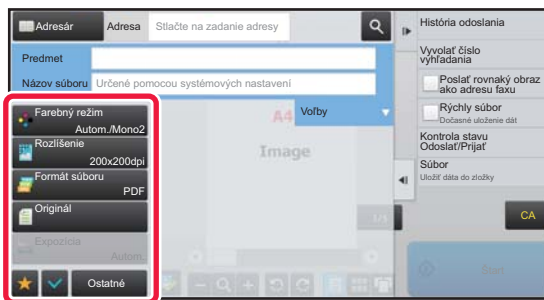 Adresár
Adresa
Stlačte na zadanie adresy
Predmet
Názov súboru
Určené pomocou systémových nastavení
Farebný režim
Autom./Mono2
Rozlíšenie
200x200dpi
Formát súboru
PDF
Originál
Expozícia
Autom.
Ostatné
Voľby
A4
Image
1/1
História odoslania
Vyvolať číslo
vyhľadania
Poslať rovnaký obraz
ako adresu faxu
Rýchly súbor
Dočasné uloženie dát
Kontrola stavu
Odoslať/Prijať
Súbor
Uložiť dáta do zložky
CA
Štart